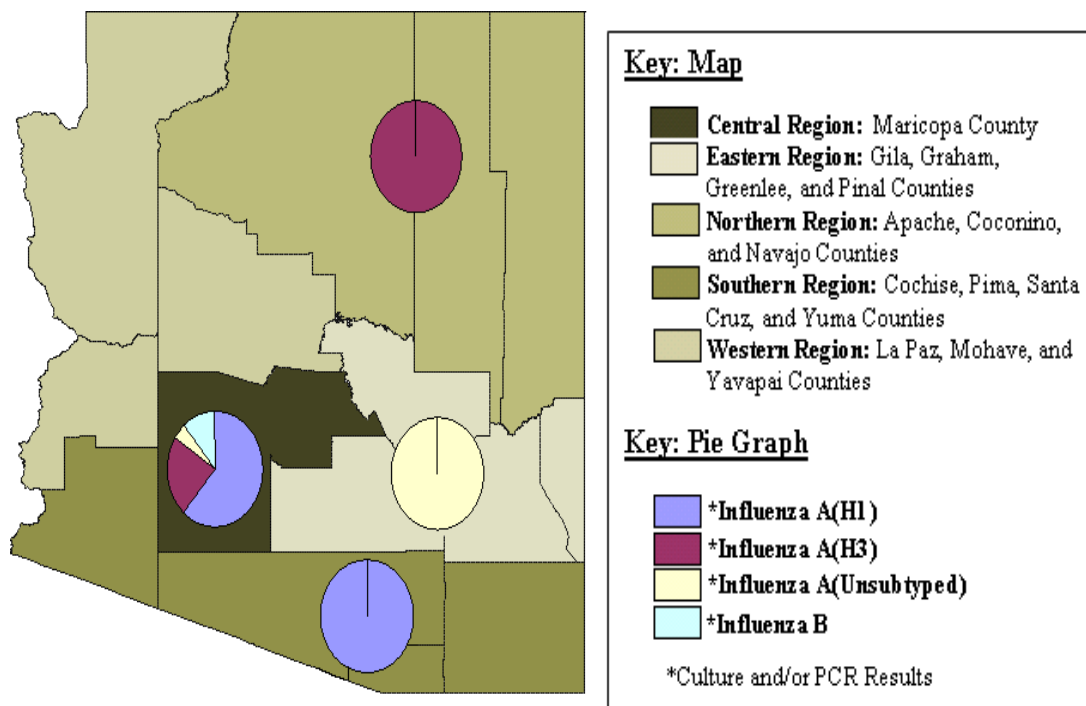 Key: Map
Central Region: Maricopa County
Eastern Region: Gila, Graham,
Greenlee, and Pinal Counties
Northern Region: Apache, Coconino,
and Navajo Counties
Southern Region: Cochise, Pima, Santa
Cruz, and Yuma Counties
Western Region: La Paz, Mohave, and
Yavapai Counties
Key: Pie Graph
*Influenza A(H1)
*Influenza A(H3)
*Influenza A(Unsubtyped)
*Influenza B
*Culture and/or PCR Results